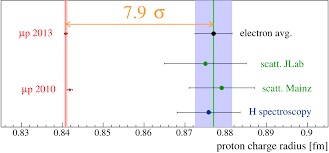 7.9 σ
μp 2013
electron avg.
scatt. JLab
μp 2010
scatt. Mainz
H spectroscopy
0.83 0.84 0.85 0.86 0.87 0.88 0.89 0.9
proton charge radius [fm]